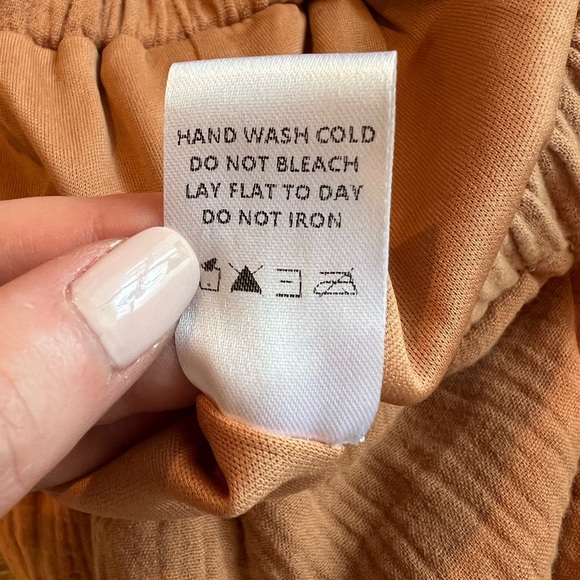 HAND WASH COLD
DO NOT BLEACH
LAY FLAT TO DAY
DO NOT IRON